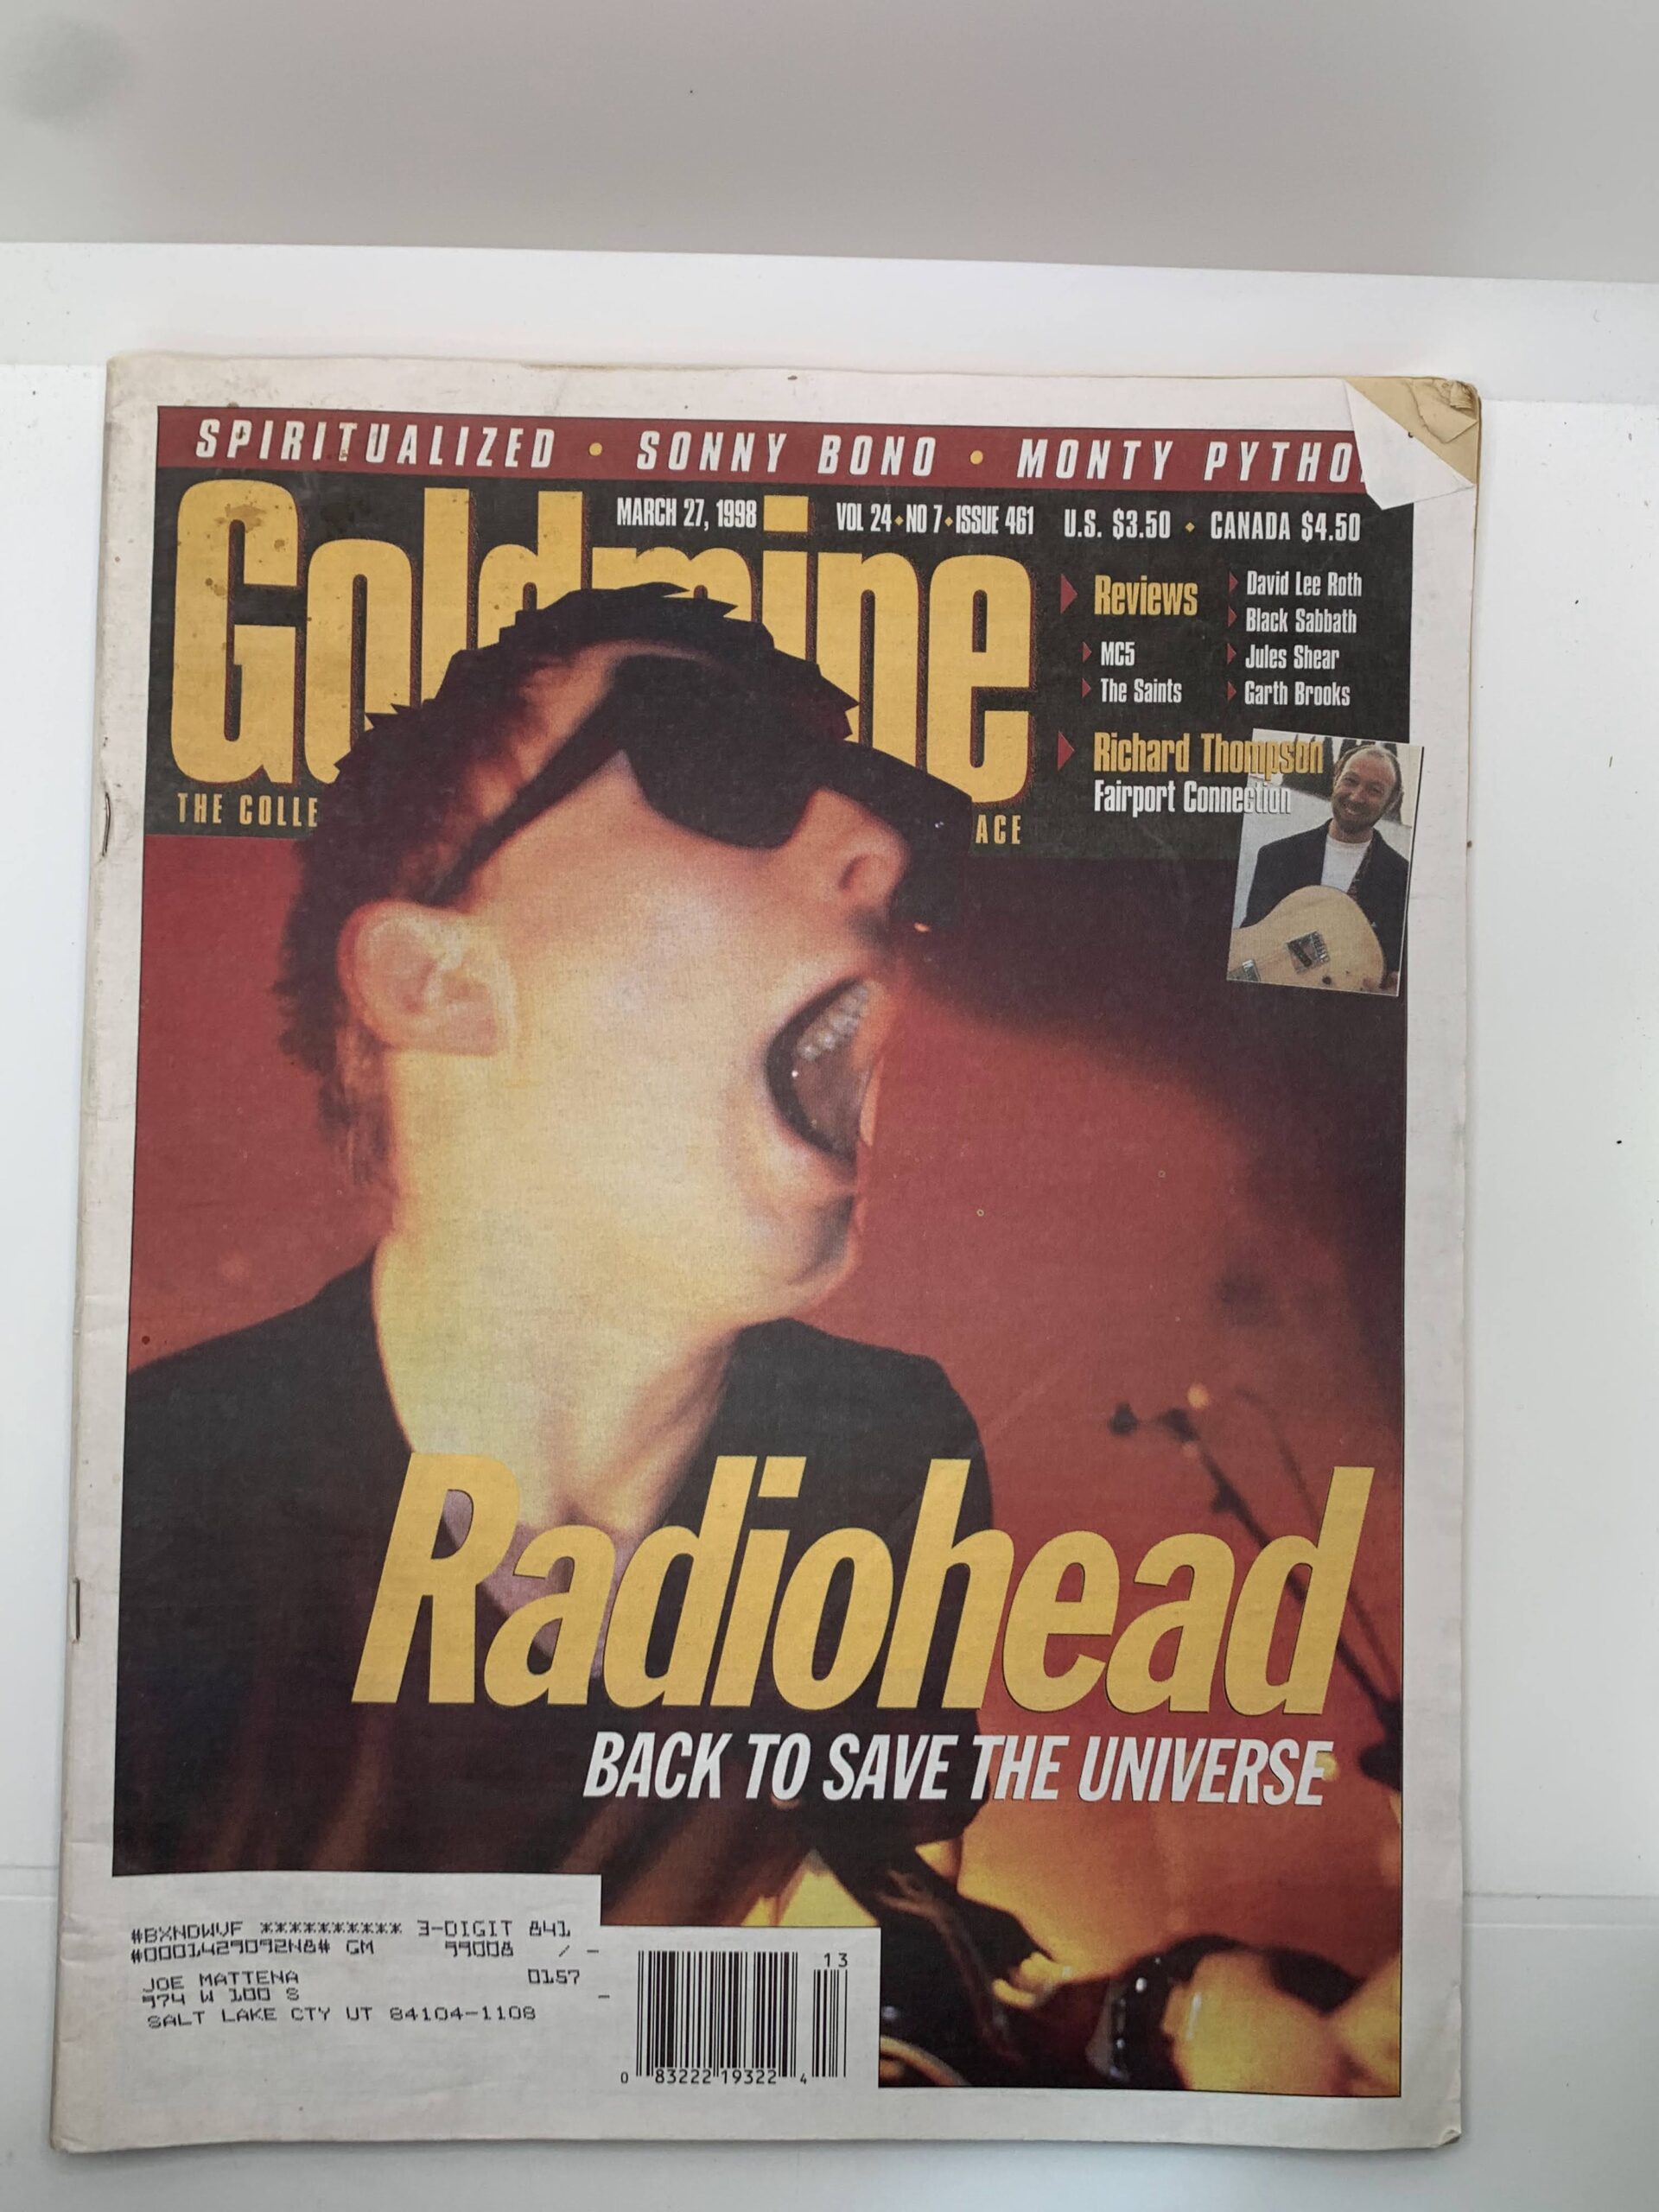 SPIRITUALIZED • SONNY BONO • MONTY PYTHO
MARCH 27, 1998 VOL 24•NO 7•ISSUE 461 U.S. $3.50 • CANADA $4.50
Goldmine
THE COLLE ACE
Reviews
MC5
The Saints
David Lee Roth
Black Sabbath
Jules Shear
Garth Brooks
Richard Thompson
Fairport Connection
Radiohead
BACK TO SAVE THE UNIVERSE
#BXNDWVF ********** 3-DIGIT 841
#0001429092N8# GM 99008 / -
JOE MATTENA 0157
974 W 100 S -
SALT LAKE CTY UT 84104-1108
13
0 83222 19322 4